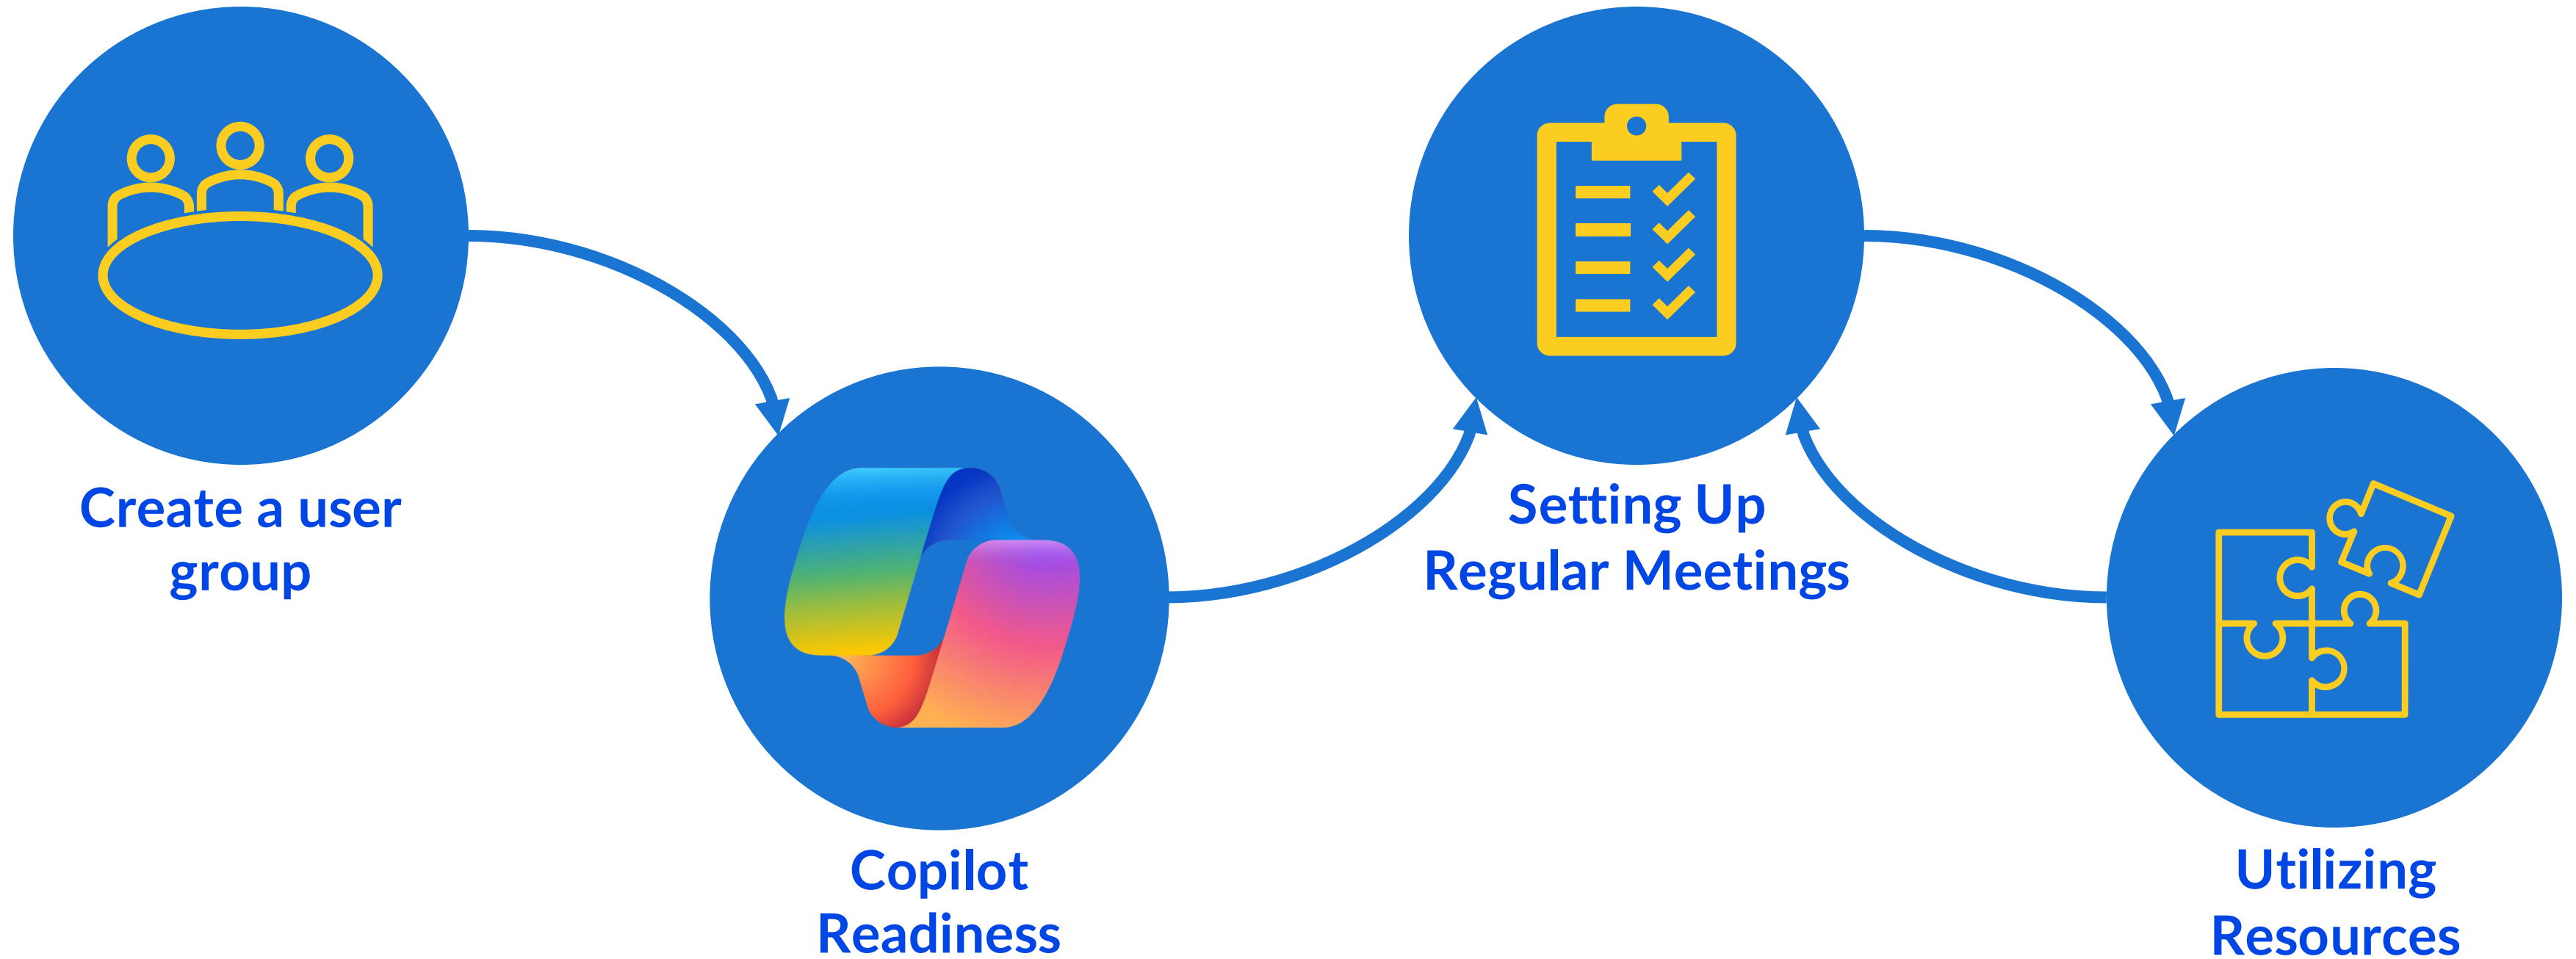 Create a user
group
Copilot
Readiness
Setting Up
Regular Meetings
Utilizing
Resources